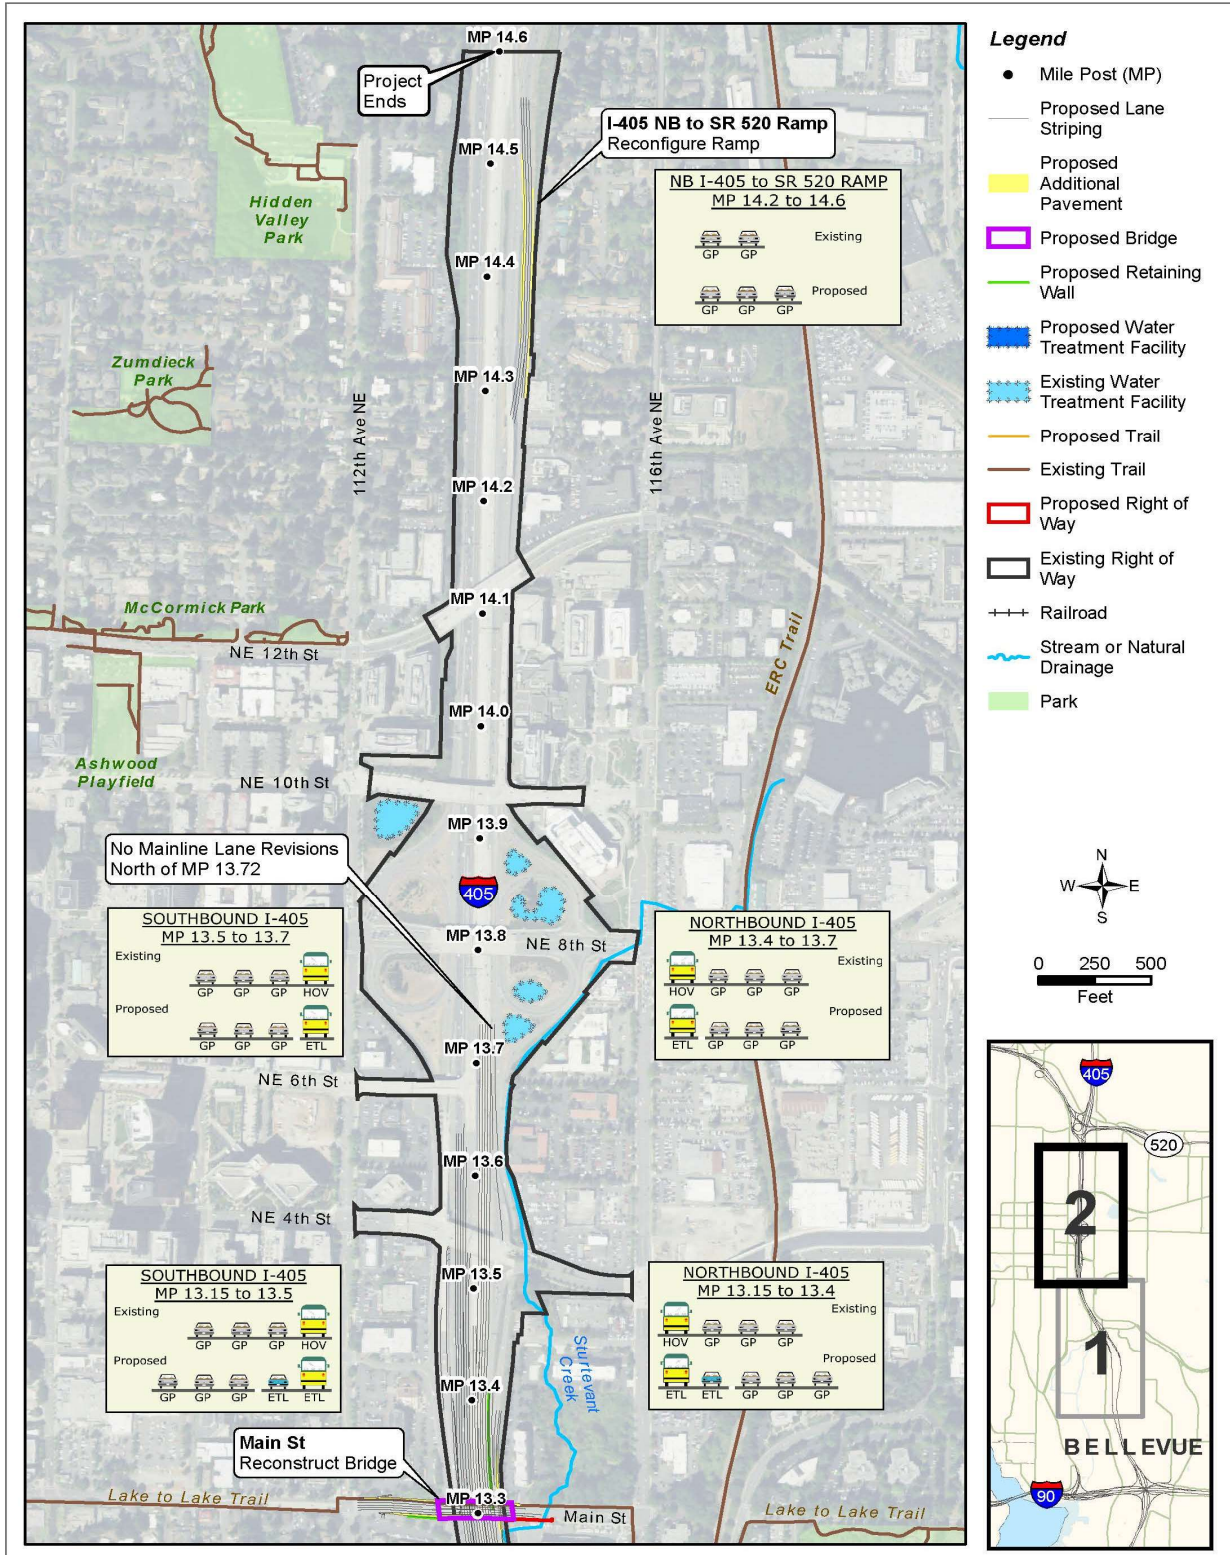 MP 14.6
Project
Ends
I-405 NB to SR 520 Ramp
Reconfigure Ramp
MP 14.5
NB I-405 to SR 520 RAMP
MP 14.2 to 14.6
Existing
GP GP
Proposed
GP GP GP
Hidden
Valley
Park
MP 14.4
Zumdieck
Park
MP 14.3
112th Ave NE
116th Ave NE
MP 14.2
McCormick Park
MP 14.1
NE 12th St
ERC Trail
MP 14.0
Ashwood
Playfield
NE 10th St
MP 13.9
No Mainline Lane Revisions
North of MP 13.72
405
SOUTHBOUND I-405
MP 13.5 to 13.7
Existing
GP GP GP HOV
Proposed
GP GP GP ETL
MP 13.8
NE 8th St
NORTHBOUND I-405
MP 13.4 to 13.7
Existing
HOV GP GP GP
Proposed
ETL GP GP GP
MP 13.7
NE 6th St
MP 13.6
NE 4th St
SOUTHBOUND I-405
MP 13.15 to 13.5
Existing
GP GP GP HOV
Proposed
GP GP GP ETL ETL
MP 13.5
NORTHBOUND I-405
MP 13.15 to 13.4
Existing
HOV GP GP GP
Proposed
ETL ETL GP GP GP
Sturtevant
Creek
MP 13.4
Main St
Reconstruct Bridge
Lake to Lake Trail
MP 13.3
Main St
Lake to Lake Trail
Legend
Mile Post (MP)
Proposed Lane
Striping
Proposed
Additional
Pavement
Proposed Bridge
Proposed Retaining
Wall
Proposed Water
Treatment Facility
Existing Water
Treatment Facility
Proposed Trail
Existing Trail
Proposed Right of
Way
Existing Right of
Way
Railroad
Stream or Natural
Drainage
Park
N
W E
S
0 250 500
Feet
405
520
2
1
BELLEVUE
90